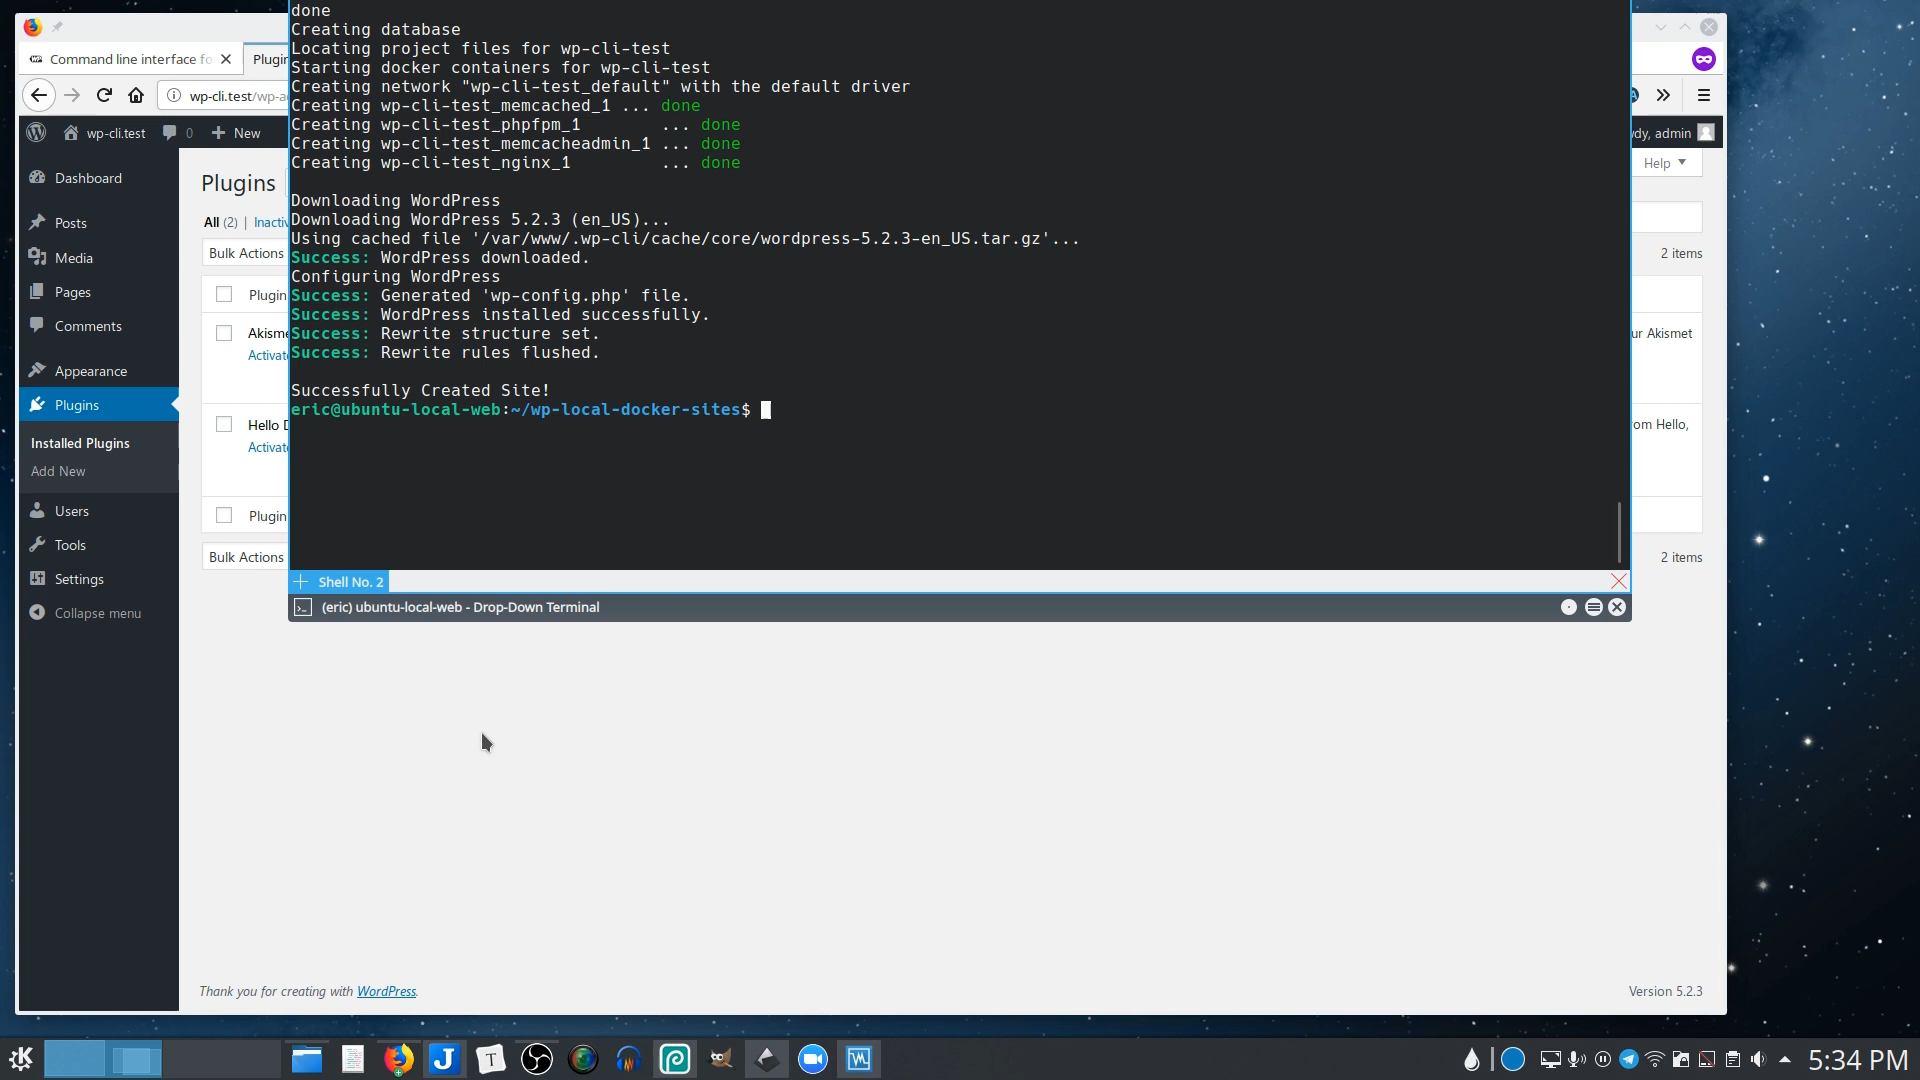 done
Creating database
Locating project files for wp-cli-test
Starting docker containers for wp-cli-test
Creating network "wp-cli-test_default" with the default driver
Creating wp-cli-test_memcached_1 ... done
Creating wp-cli-test_phpfpm_1 ... done
Creating wp-cli-test_memcacheadmin_1 ... done
Creating wp-cli-test_nginx_1 ... done
Downloading WordPress
Downloading WordPress 5.2.3 (en_US)...
Using cached file '/var/www/.wp-cli/cache/core/wordpress-5.2.3-en_US.tar.gz'...
Success: WordPress downloaded.
Configuring WordPress
Success: Generated 'wp-config.php' file.
Success: WordPress installed successfully.
Success: Rewrite structure set.
Success: Rewrite rules flushed.
Successfully Created Site!
eric@ubuntu-local-web:~/wp-local-docker-sites$
Shell No. 2
(eric) ubuntu-local-web - Drop-Down Terminal
Command line interface fo
Plugin
wp-cli.test/wp-a
wp-cli.test 0 New
dy, admin
Help
Dashboard
Posts
Media
Pages
Comments
Appearance
Plugins
Installed Plugins
Add New
Users
Tools
Settings
Collapse menu
Plugins
All (2) | Inactiv
Bulk Actions
2 items
Plugin
Akisme
Activate
ur Akismet
Hello D
Activate
om Hello,
Plugin
Bulk Actions
2 items
Thank you for creating with WordPress.
Version 5.2.3
5:34 PM